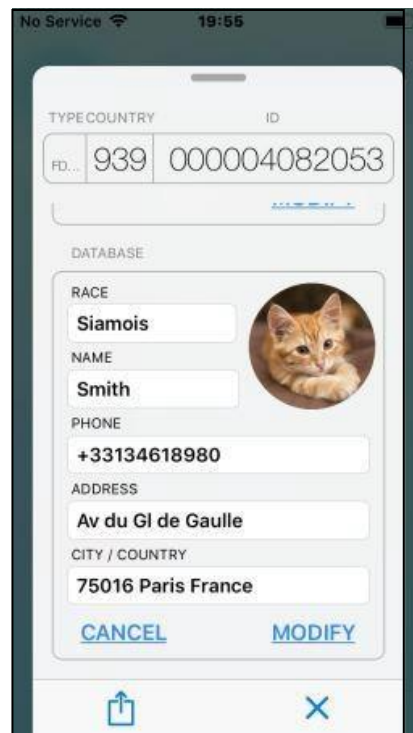 No Service 19:55
TYPE COUNTRY ID
FD... 939 000004082053
MODIFY
DATABASE
RACE
Siamois
NAME
Smith
PHONE
+33134618980
ADDRESS
Av du Gl de Gaulle
CITY / COUNTRY
75016 Paris France
CANCEL MODIFY